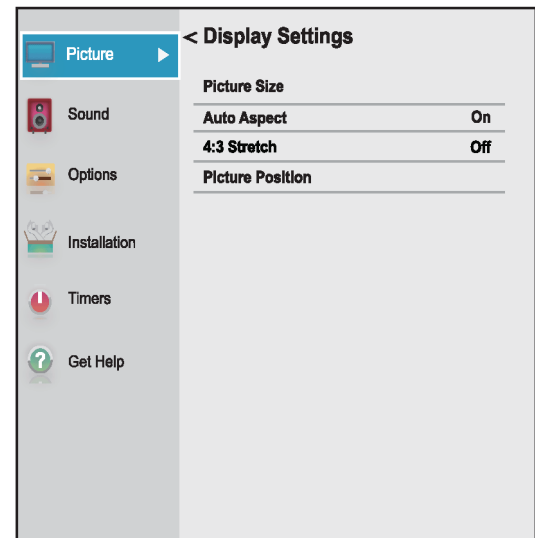 Picture
Sound
Options
Installation
Timers
Get Help
< Display Settings
Picture Size
Auto Aspect On
4:3 Stretch Off
Picture Position